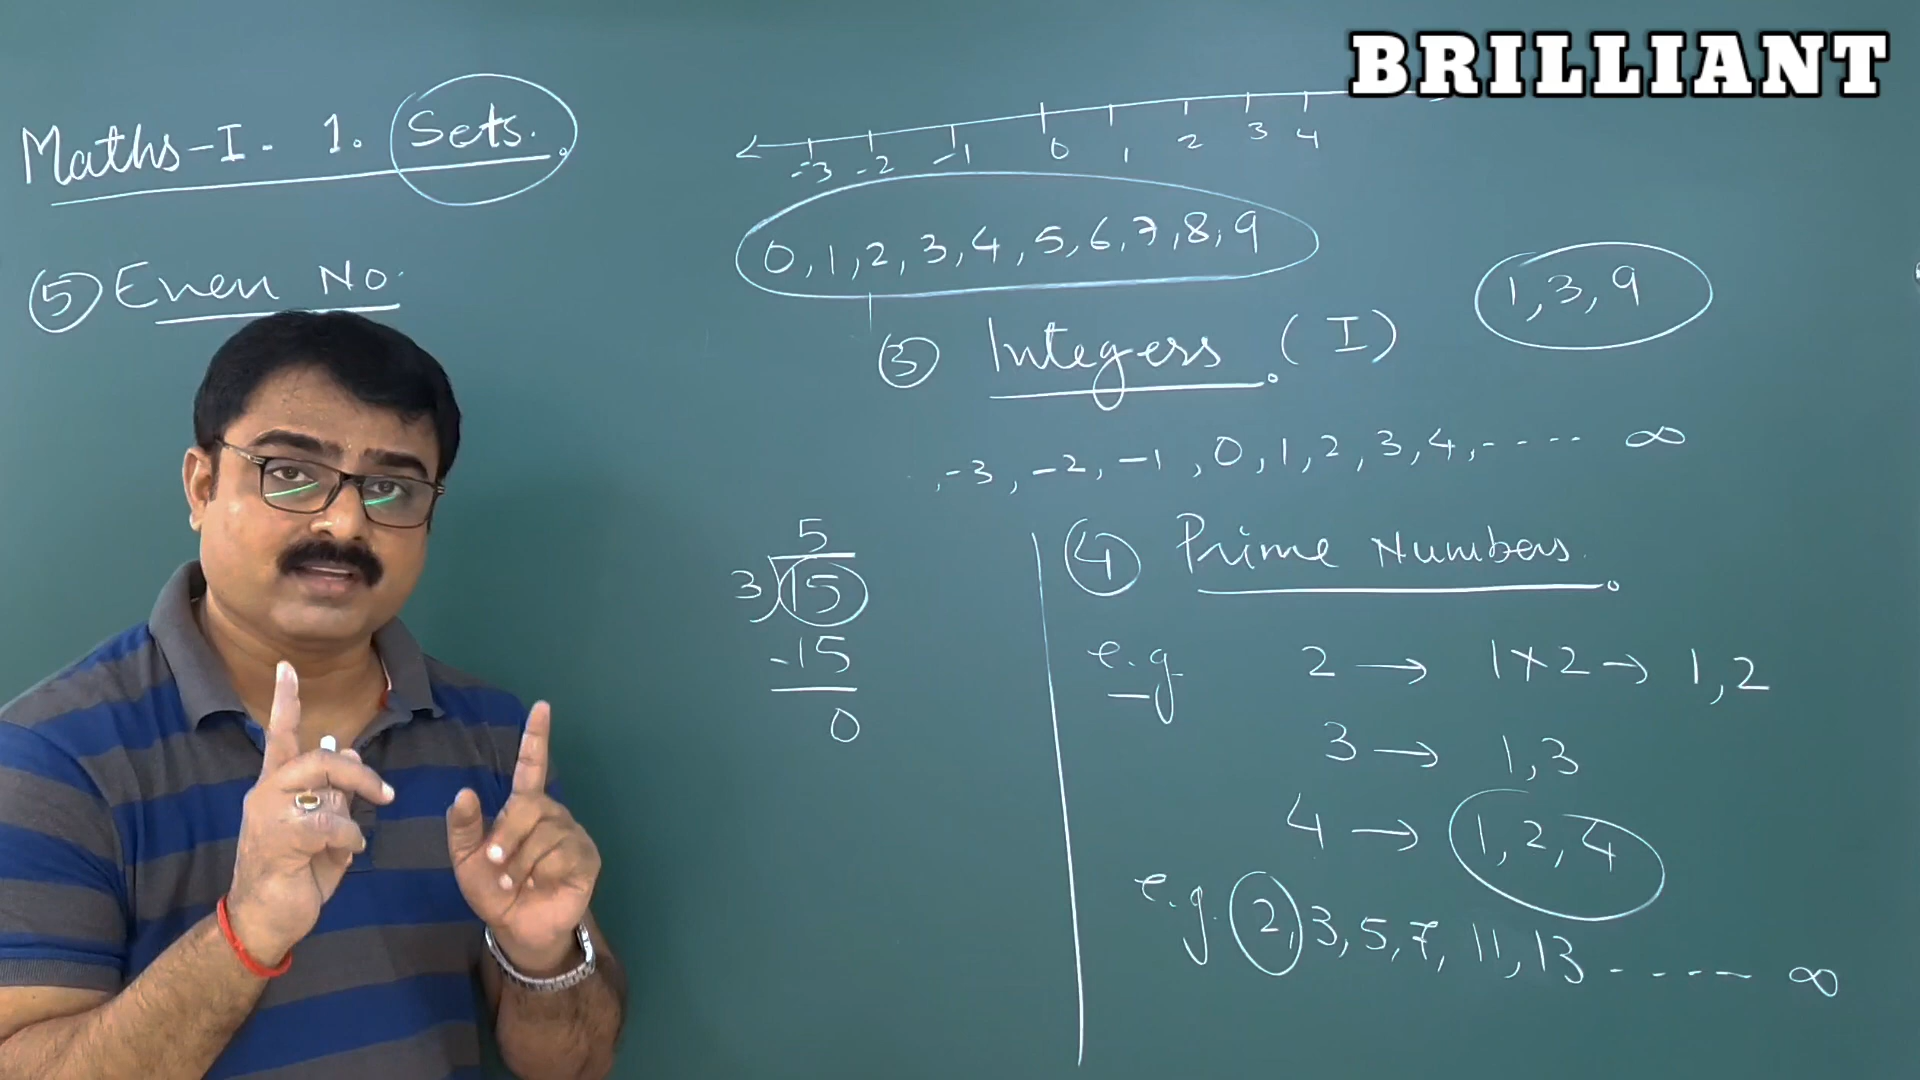 BRILLIANT
Maths-I. 1. Sets.
⑤ Even No.
-3 -2 -1 0 1 2 3 4
0, 1, 2, 3, 4, 5, 6, 7, 8, 9
1, 3, 9
③ Integers. (I)
, -3, -2, -1, 0, 1, 2, 3, 4, ---- ∞
5
3)15
-15
0
④ Prime Numbers.
e.g 2 → 1×2 → 1, 2
3 → 1, 3
4 → 1, 2, 4
e.g. 2, 3, 5, 7, 11, 13 ----- ∞